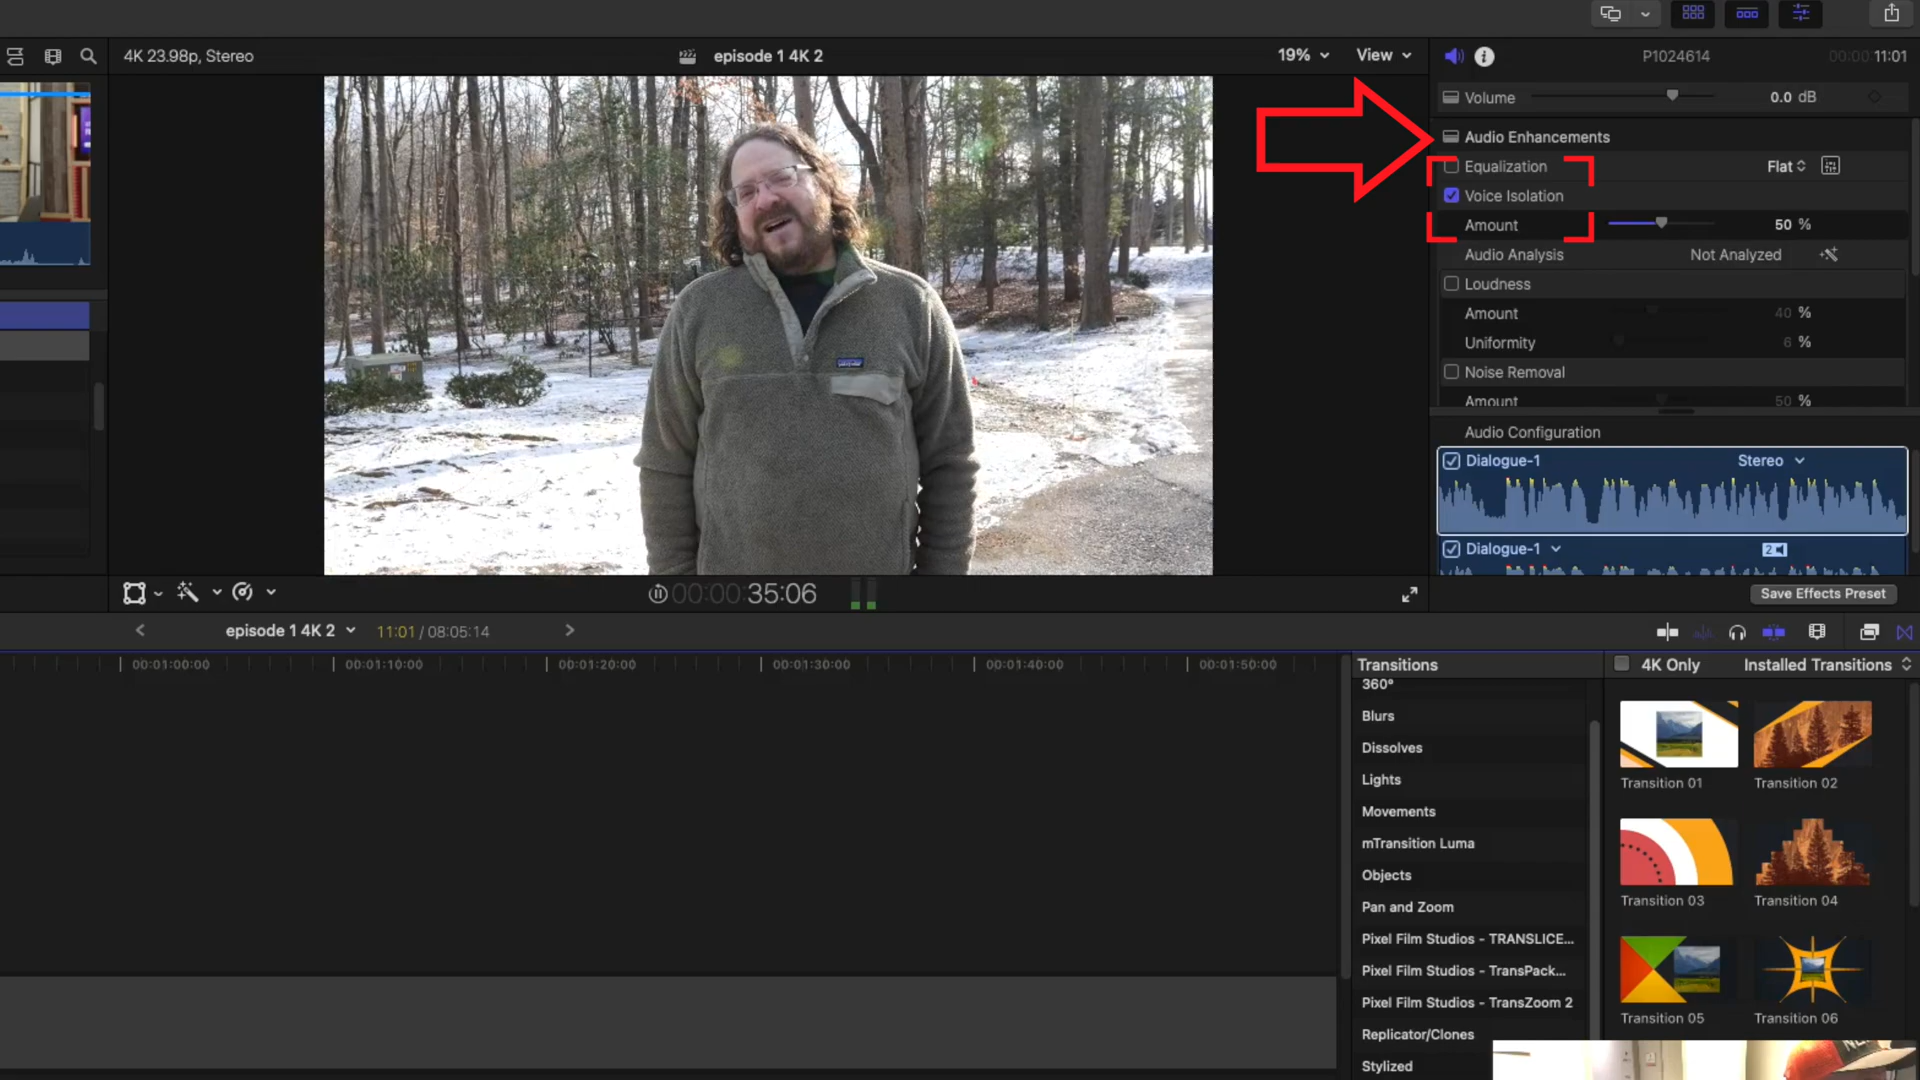 4K 23.98p, Stereo
episode 1 4K 2
19%
View
P1024614
00:00:11:01
Volume
0.0 dB
Audio Enhancements
Equalization
Flat
Voice Isolation
Amount
50 %
Audio Analysis
Not Analyzed
Loudness
Amount
40 %
Uniformity
6 %
Noise Removal
Amount
50 %
Audio Configuration
Dialogue-1
Stereo
Dialogue-1
2
Save Effects Preset
00:00:35:06
episode 1 4K 2
11:01 / 08:05:14
00:01:00:00
00:01:10:00
00:01:20:00
00:01:30:00
00:01:40:00
00:01:50:00
Transitions
4K Only
Installed Transitions
360°
Blurs
Dissolves
Lights
Movements
mTransition Luma
Objects
Pan and Zoom
Pixel Film Studios - TRANSLICE...
Pixel Film Studios - TransPack...
Pixel Film Studios - TransZoom 2
Replicator/Clones
Stylized
Transition 01
Transition 02
Transition 03
Transition 04
Transition 05
Transition 06